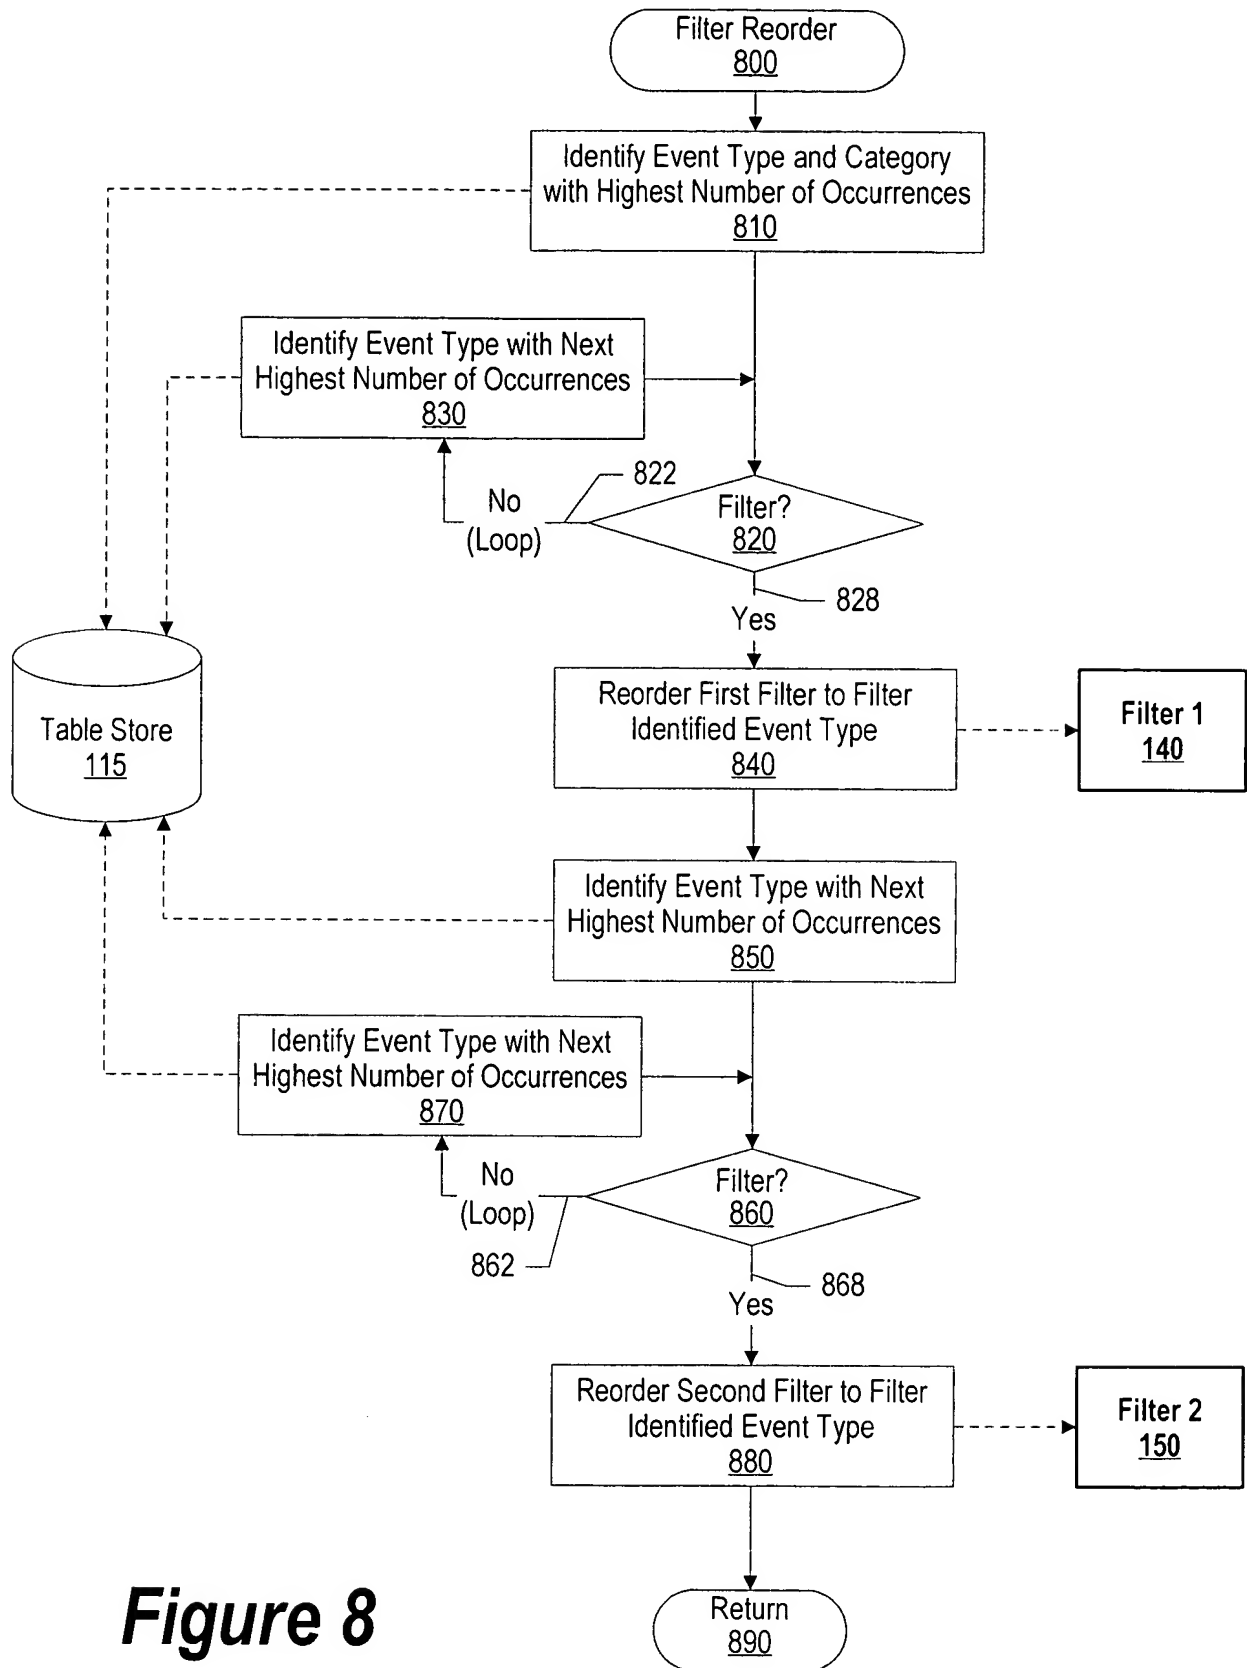 Filter Reorder
800
Identify Event Type and Category
with Highest Number of Occurrences
810
Identify Event Type with Next
Highest Number of Occurrences
830
822
No
(Loop)
Filter?
820
828
Yes
Table Store
115
Reorder First Filter to Filter
Identified Event Type
840
Filter 1
140
Identify Event Type with Next
Highest Number of Occurrences
850
Identify Event Type with Next
Highest Number of Occurrences
870
No
(Loop)
862
Filter?
860
868
Yes
Reorder Second Filter to Filter
Identified Event Type
880
Filter 2
150
Return
890
Figure 8